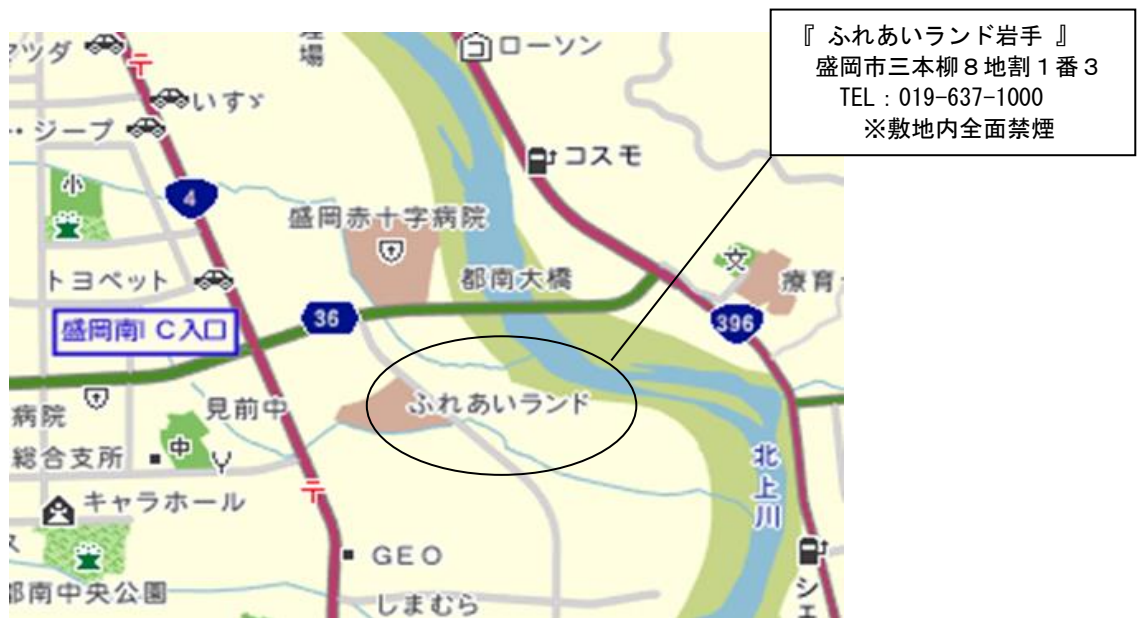 『 ふれあいランド岩手 』
盛岡市三本柳８地割１番３
TEL：019-637-1000
※敷地内全面禁煙
ローソン
場
いすゞ
・ジープ
コスモ
小
4
盛岡赤十字病院
トヨペット
都南大橋
文
療育
盛岡南ＩＣ入口
36
396
病院
見前中
ふれあいランド
総合支所
中
北上川
キャラホール
ＧＥＯ
都南中央公園
しまむら
シェ